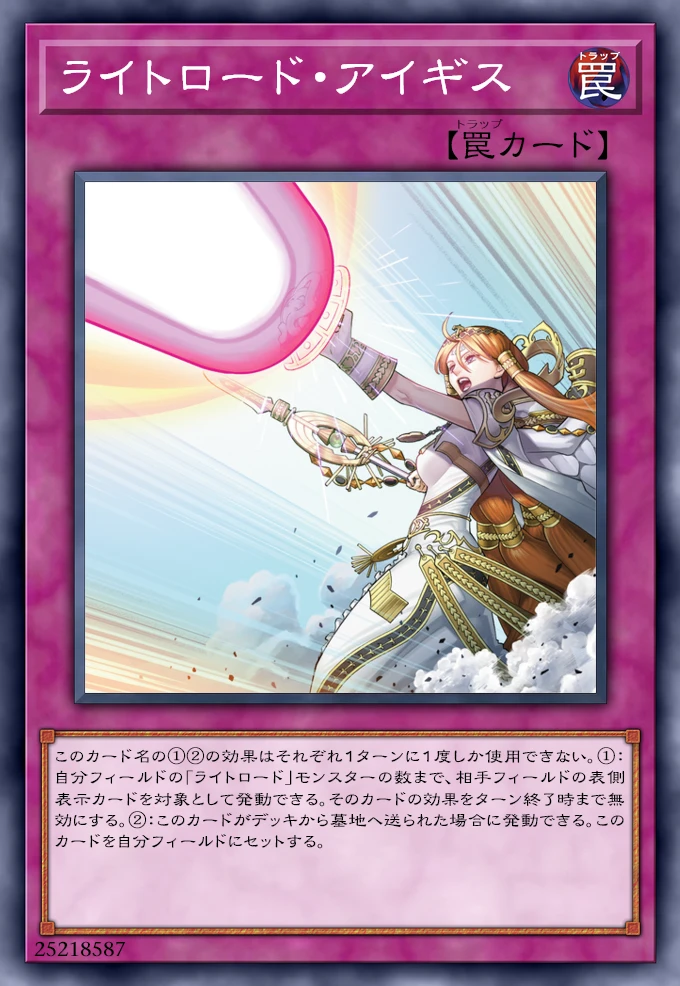 ライトロード・アイギス
トラップ
罠
トラップ
【罠カード】
このカード名の①②の効果はそれぞれ1ターンに1度しか使用できない。①：
自分フィールドの「ライトロード」モンスターの数まで、相手フィールドの表側
表示カードを対象として発動できる。そのカードの効果をターン終了時まで無
効にする。②：このカードがデッキから墓地へ送られた場合に発動できる。この
カードを自分フィールドにセットする。
25218587